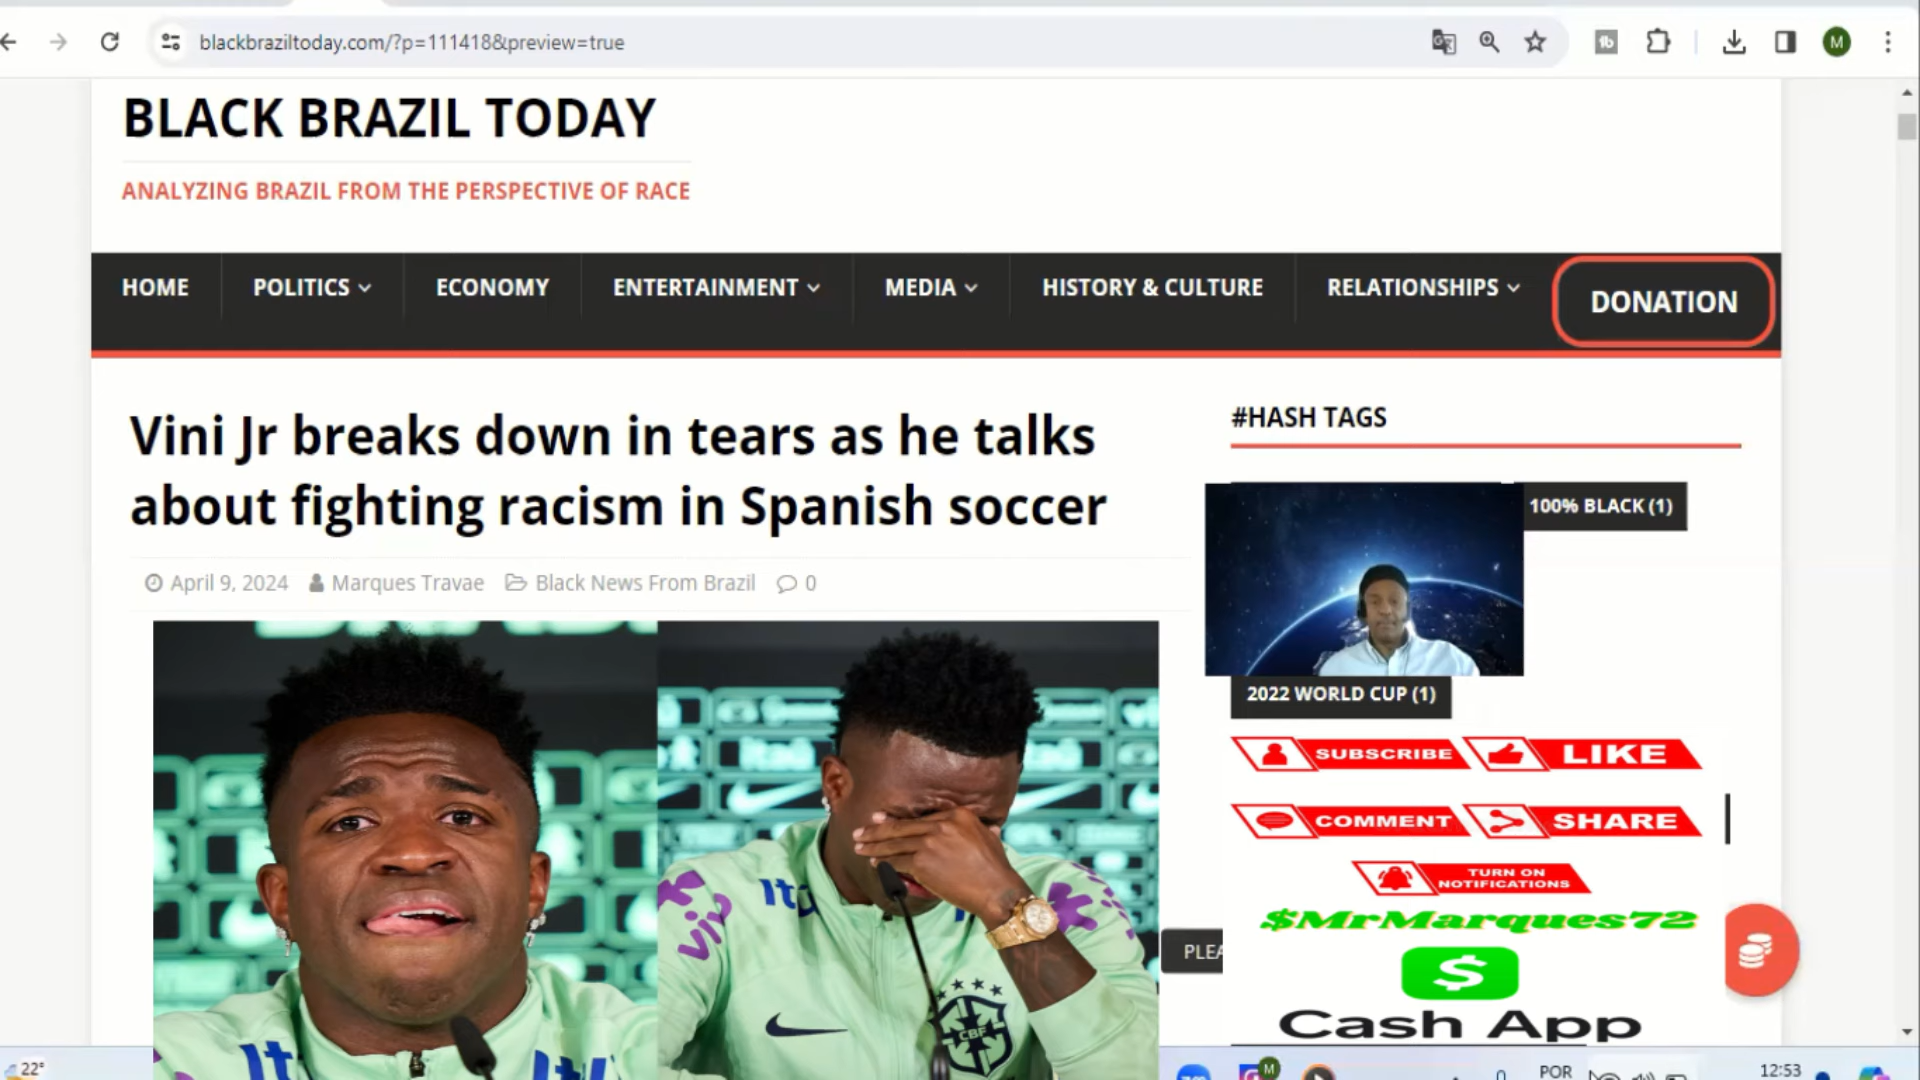 blackbraziltoday.com/?p=111418&preview=true
M
BLACK BRAZIL TODAY
ANALYZING BRAZIL FROM THE PERSPECTIVE OF RACE
HOME
POLITICS
ECONOMY
ENTERTAINMENT
MEDIA
HISTORY & CULTURE
RELATIONSHIPS
DONATION
Vini Jr breaks down in tears as he talks
about fighting racism in Spanish soccer
April 9, 2024
Marques Travae
Black News From Brazil
0
#HASH TAGS
100% BLACK (1)
2022 WORLD CUP (1)
SUBSCRIBE
LIKE
COMMENT
SHARE
TURN ON
NOTIFICATIONS
$MrMarques72
$
Cash App
vivo
CBF
22°
M
POR
12:53